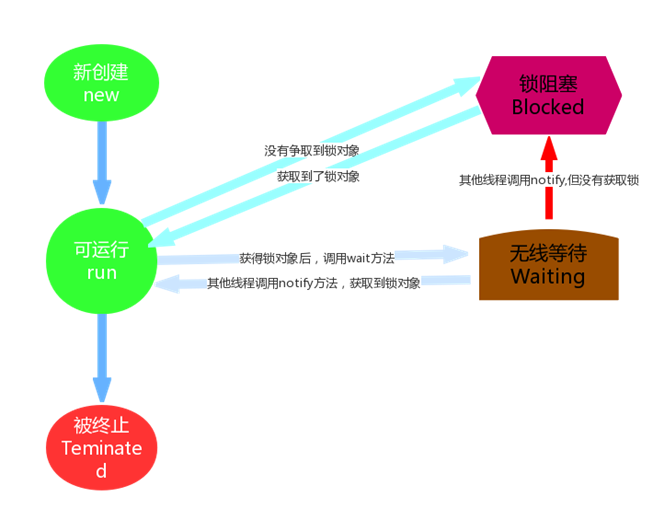 新创建
new
锁阻塞
Blocked
没有争取到锁对象
获取到了锁对象
其他线程调用notify,但没有获取锁
可运行
run
获得锁对象后，调用wait方法
其他线程调用notify方法，获取到锁对象
无线等待
Waiting
被终止
Teminate
d